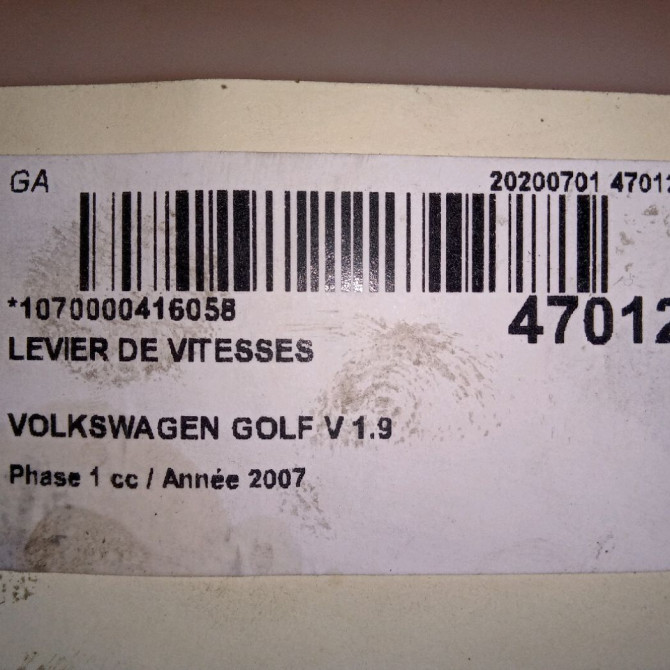 GA 20200701 47012
*1070000416058 47012
LEVIER DE VITESSES
VOLKSWAGEN GOLF V 1.9
Phase 1 cc / Année 2007